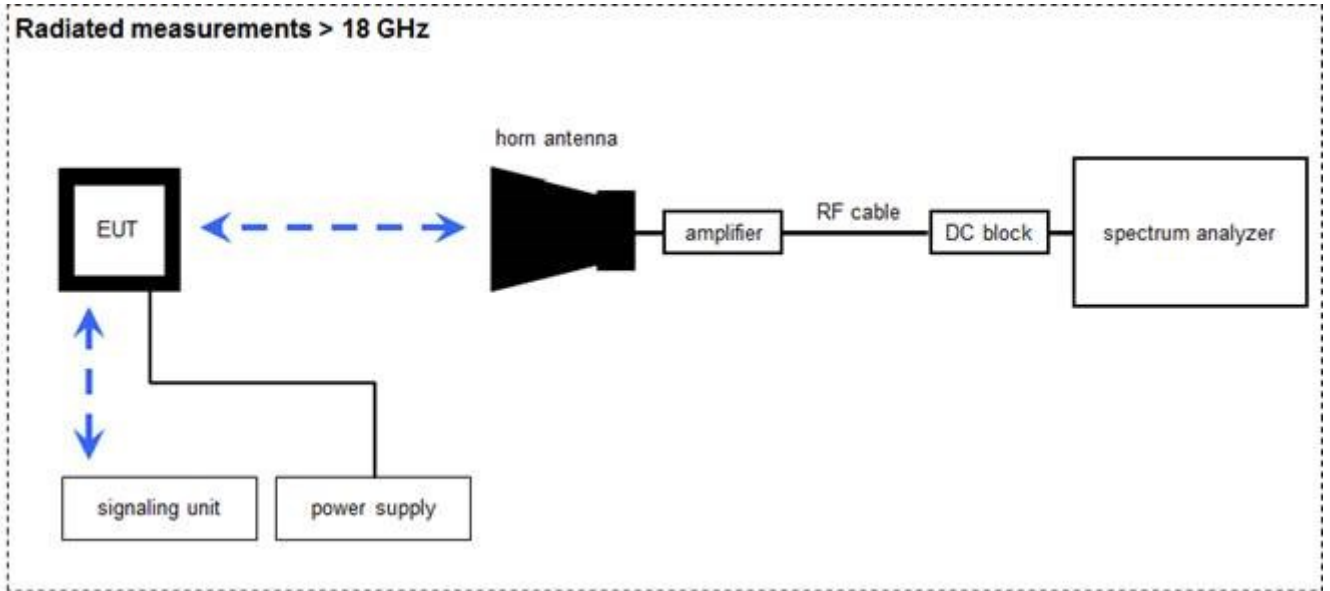 Radiated measurements > 18 GHz
horn antenna
EUT
amplifier
RF cable
DC block
spectrum analyzer
signaling unit
power supply